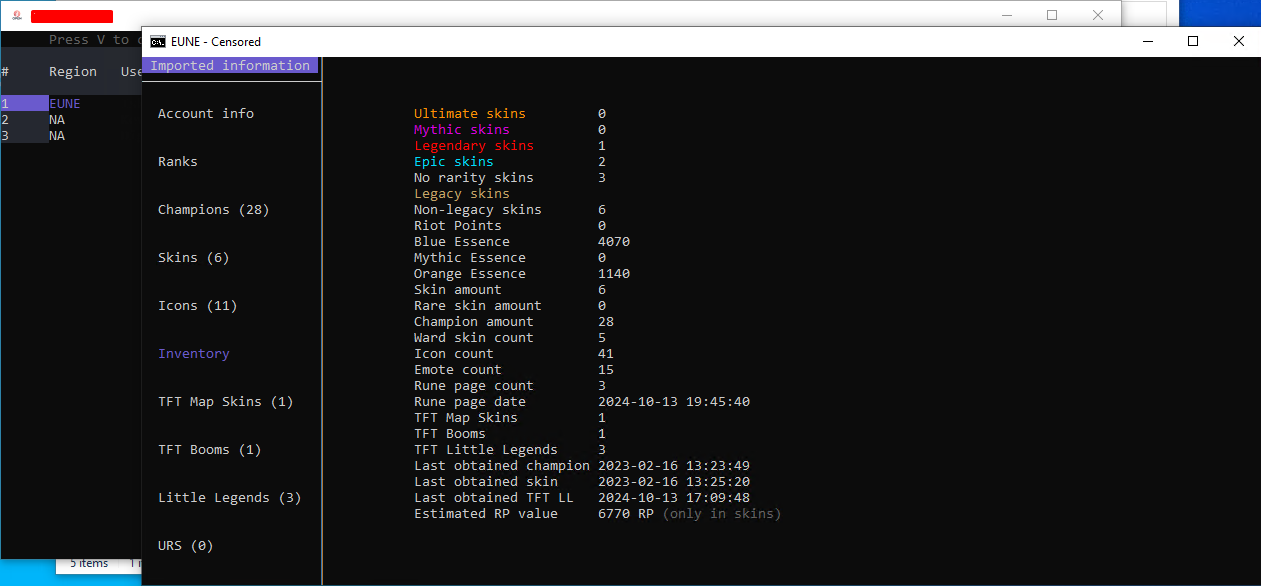 Press V to
# Region Use
1 EUNE
2 NA
3 NA
5 items
EUNE - Censored
Imported information
Account info
Ranks
Champions (28)
Skins (6)
Icons (11)
Inventory
TFT Map Skins (1)
TFT Booms (1)
Little Legends (3)
URS (0)
Ultimate skins 0
Mythic skins 0
Legendary skins 1
Epic skins 2
No rarity skins 3
Legacy skins
Non-legacy skins 6
Riot Points 0
Blue Essence 4070
Mythic Essence 0
Orange Essence 1140
Skin amount 6
Rare skin amount 0
Champion amount 28
Ward skin count 5
Icon count 41
Emote count 15
Rune page count 3
Rune page date 2024-10-13 19:45:40
TFT Map Skins 1
TFT Booms 1
TFT Little Legends 3
Last obtained champion 2023-02-16 13:23:49
Last obtained skin 2023-02-16 13:25:20
Last obtained TFT LL 2024-10-13 17:09:48
Estimated RP value 6770 RP (only in skins)